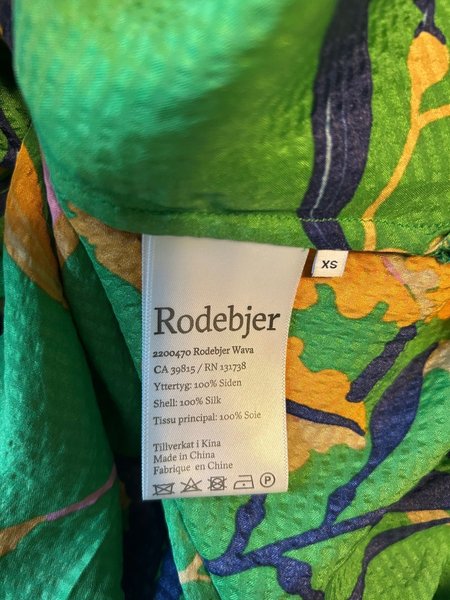 XS
Rodebjer
2200470 Rodebjer Wava
CA 39815 / RN 131738
Yttertyg: 100% Siden
Shell: 100% Silk
Tissu principal: 100% Soie
Tillverkat i Kina
Made in China
Fabrique en Chine
P